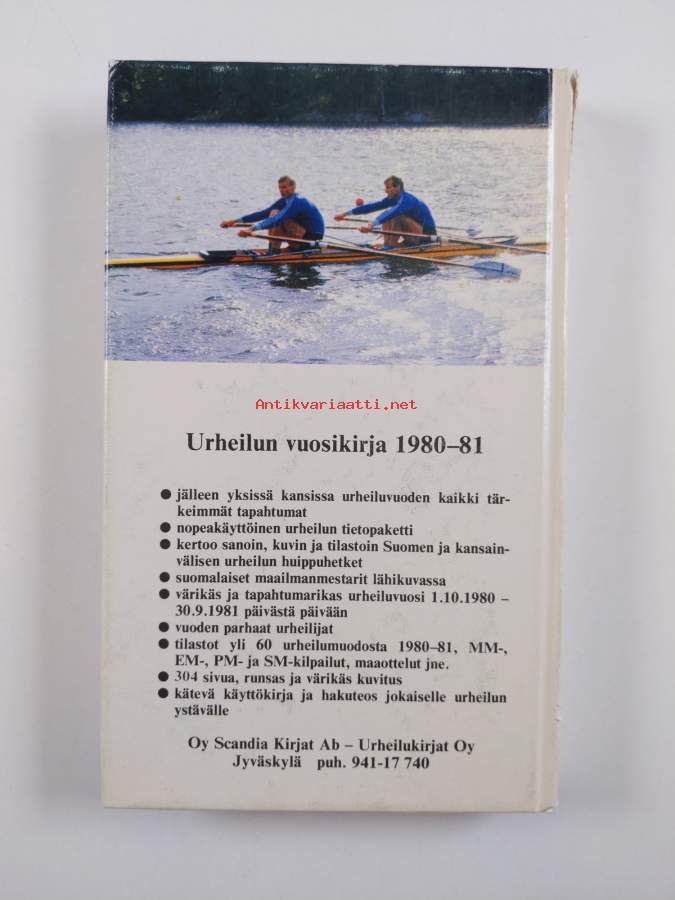 Antikvariaatti.net
Urheilun vuosikirja 1980–81
● jälleen yksissä kansissa urheiluvuoden kaikki tär-
keimmät tapahtumat
● nopeakäyttöinen urheilun tietopaketti
● kertoo sanoin, kuvin ja tilastoin Suomen ja kansain-
välisen urheilun huippuhetket
● suomalaiset maailmanmestarit lähikuvassa
● värikäs ja tapahtumarikas urheiluvuosi 1.10.1980 –
30.9.1981 päivästä päivään
● vuoden parhaat urheilijat
● tilastot yli 60 urheilumuodosta 1980–81, MM-,
EM-, PM- ja SM-kilpailut, maaottelut jne.
● 304 sivua, runsas ja värikäs kuvitus
● kätevä käyttökirja ja hakuteos jokaiselle urheilun
ystävälle
Oy Scandia Kirjat Ab – Urheilukirjat Oy
Jyväskylä puh. 941-17 740